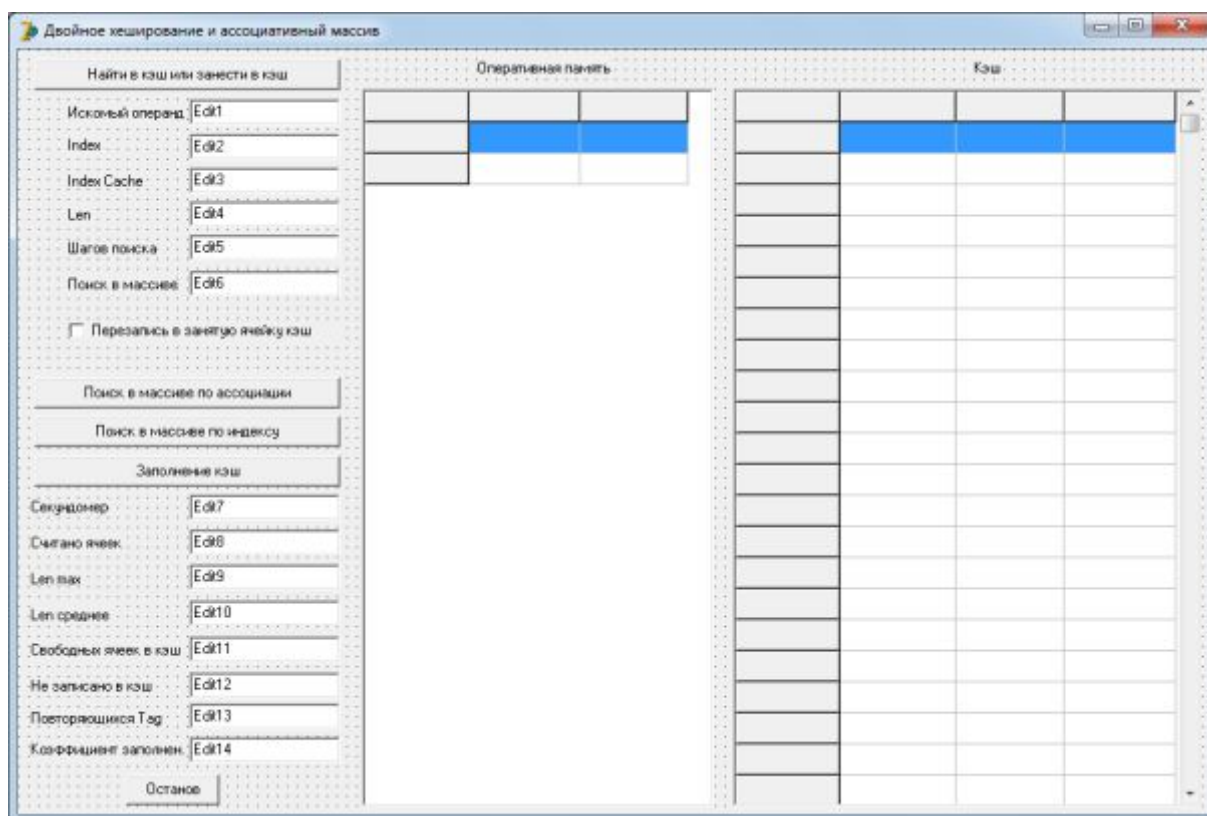 Двойное хеширование и ассоциативный массив
Найти в кэш или занести в кэш
Оперативная память
Кэш
Искомый операнд Edit1
Index Edit2
Index Cache Edit3
Len Edit4
Шагов поиска Edit5
Поиск в массиве Edit6
Перезапись в занятую ячейку кэш
Поиск в массиве по ассоциации
Поиск в массиве по индексу
Заполнение кэш
Секундомер Edit7
Считано ячеек Edit8
Len max Edit9
Len среднее Edit10
Свободных ячеек в кэш Edit11
Не записано в кэш Edit12
Повторяющихся Tag Edit13
Коэффициент заполнен. Edit14
Останов